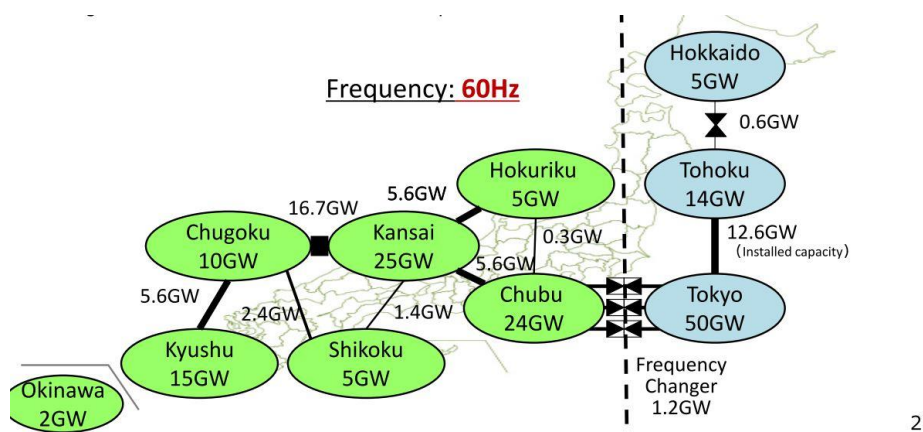 Frequency: 60Hz
Hokkaido
5GW
0.6GW
Tohoku
14GW
12.6GW
(Installed capacity)
Tokyo
50GW
Hokuriku
5GW
5.6GW
0.3GW
16.7GW
Chugoku
10GW
Kansai
25GW
5.6GW
Chubu
24GW
5.6GW
2.4GW
1.4GW
Kyushu
15GW
Shikoku
5GW
Okinawa
2GW
Frequency
Changer
1.2GW
2